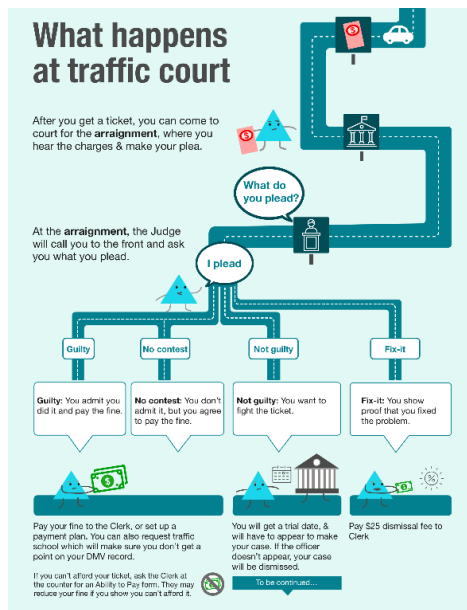 What happens
at traffic court
After you get a ticket, you can come to
court for the arraignment, where you
hear the charges & make your plea.
What do
you plead?
At the arraignment, the Judge
will call you to the front and ask
you what you plead.
I plead
Guilty
No contest
Not guilty
Fix-it
Guilty: You admit you
did it and pay the fine.
No contest: You don't
admit it, but you agree
to pay the fine.
Not guilty: You want to
fight the ticket.
Fix-it: You show
proof that you fixed
the problem.
Pay your fine to the Clerk, or set up a
payment plan. You can also request traffic
school which will make sure you don't get a
point on your DMV record.
If you can't afford your ticket, ask the Clerk at
the counter for an Ability to Pay form. They may
reduce your fine if you show you can't afford it.
You will get a trial date, &
will have to appear to make
your case. If the officer
doesn't appear, your case
will be dismissed.
To be continued...
Pay $25 dismissal fee to
Clerk